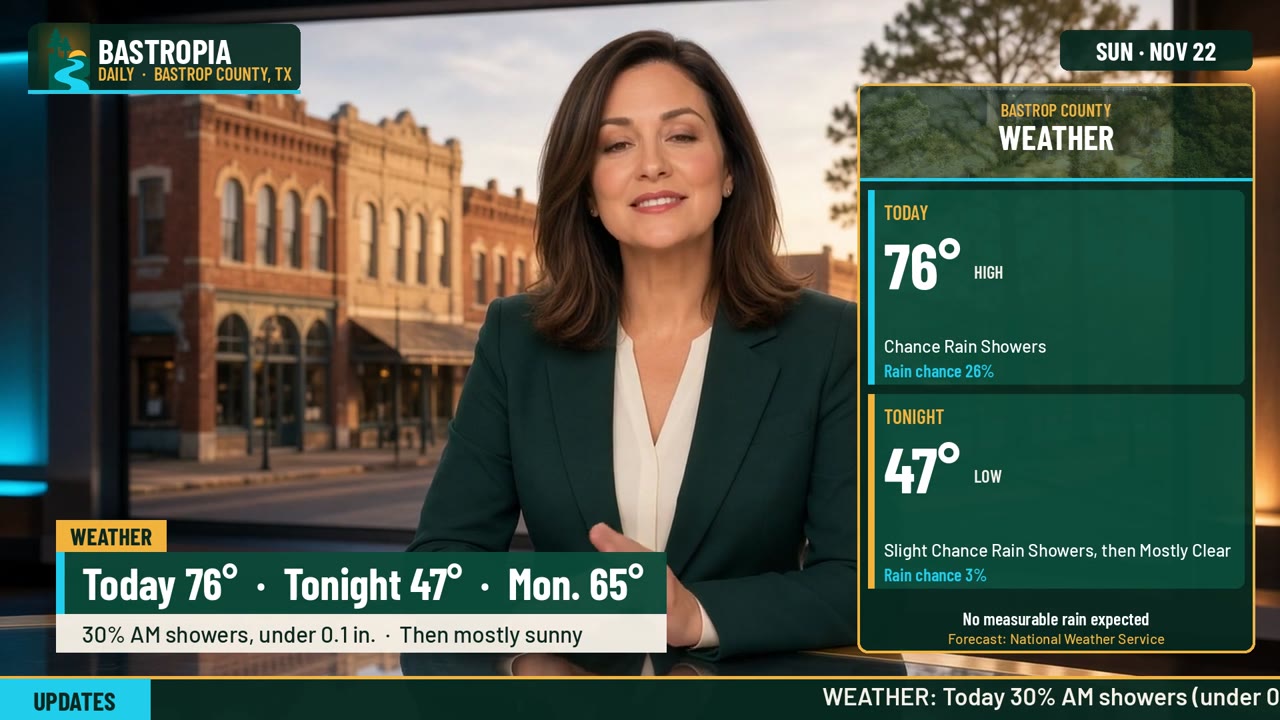 BASTROPIA
DAILY · BASTROP COUNTY, TX
SUN · NOV 22
BASTROP COUNTY
WEATHER
TODAY
76° HIGH
Chance Rain Showers
Rain chance 26%
TONIGHT
47° LOW
Slight Chance Rain Showers, then Mostly Clear
Rain chance 3%
No measurable rain expected
Forecast: National Weather Service
WEATHER
Today 76° · Tonight 47° · Mon. 65°
30% AM showers, under 0.1 in. · Then mostly sunny
UPDATES
WEATHER: Today 30% AM showers (under 0